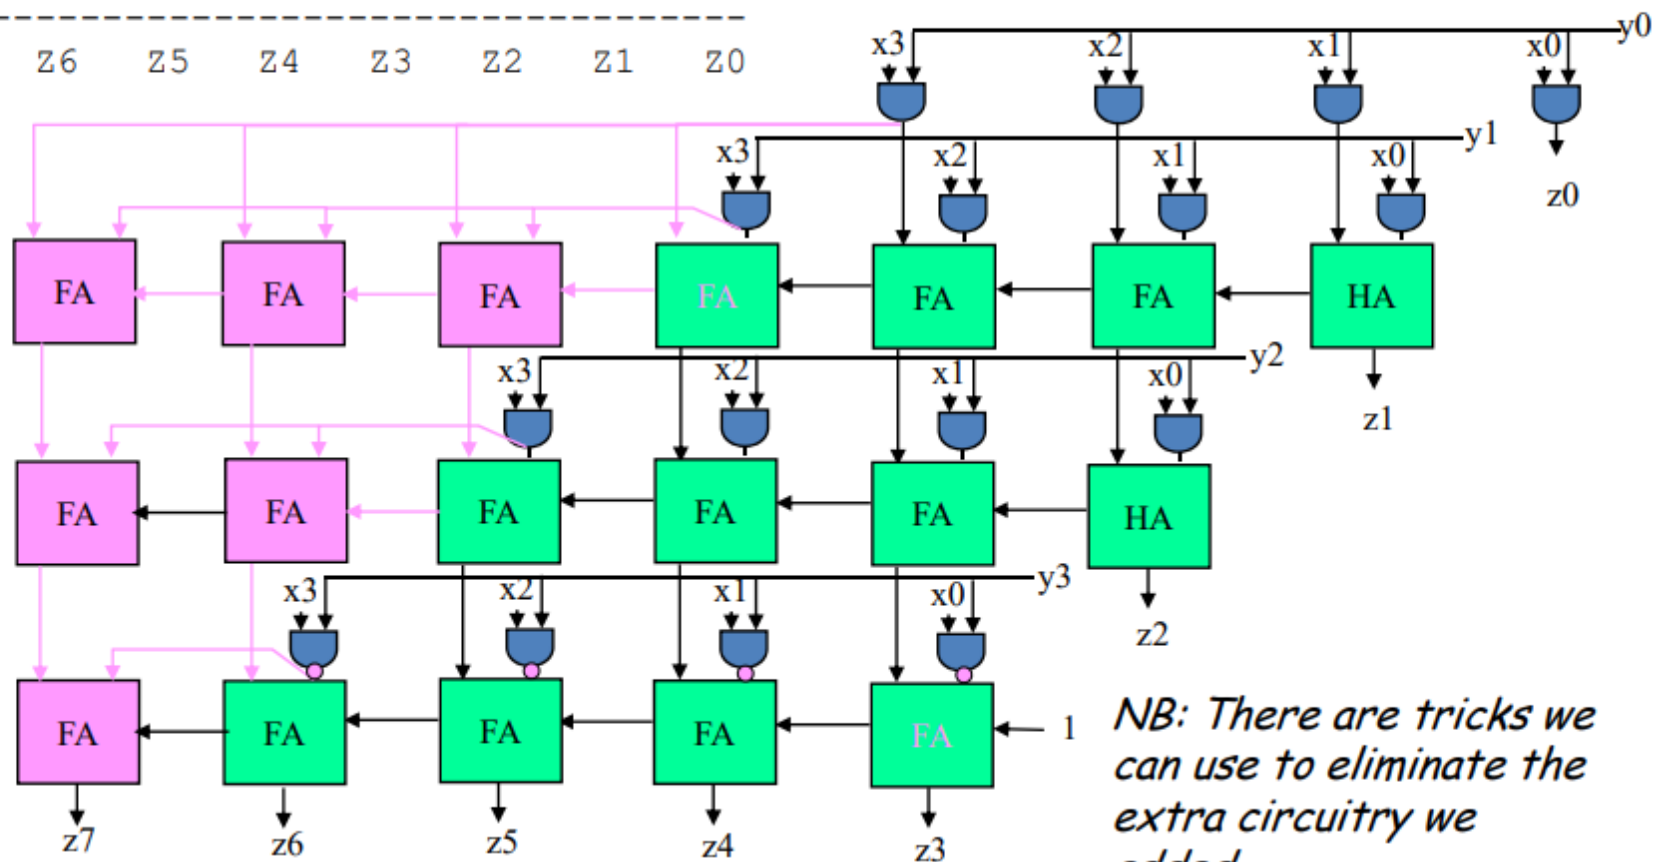 y0
x3 x2 x1 x0
Z6 Z5 Z4 Z3 Z2 Z1 Z0
y1
x3 x2 x1 x0
z0
FA FA FA FA FA FA HA
y2
x3 x2 x1 x0
z1
FA FA FA FA FA HA
y3
x3 x2 x1 x0
z2
FA FA FA FA FA 1
z7 z6 z5 z4 z3
NB: There are tricks we
can use to eliminate the
extra circuitry we